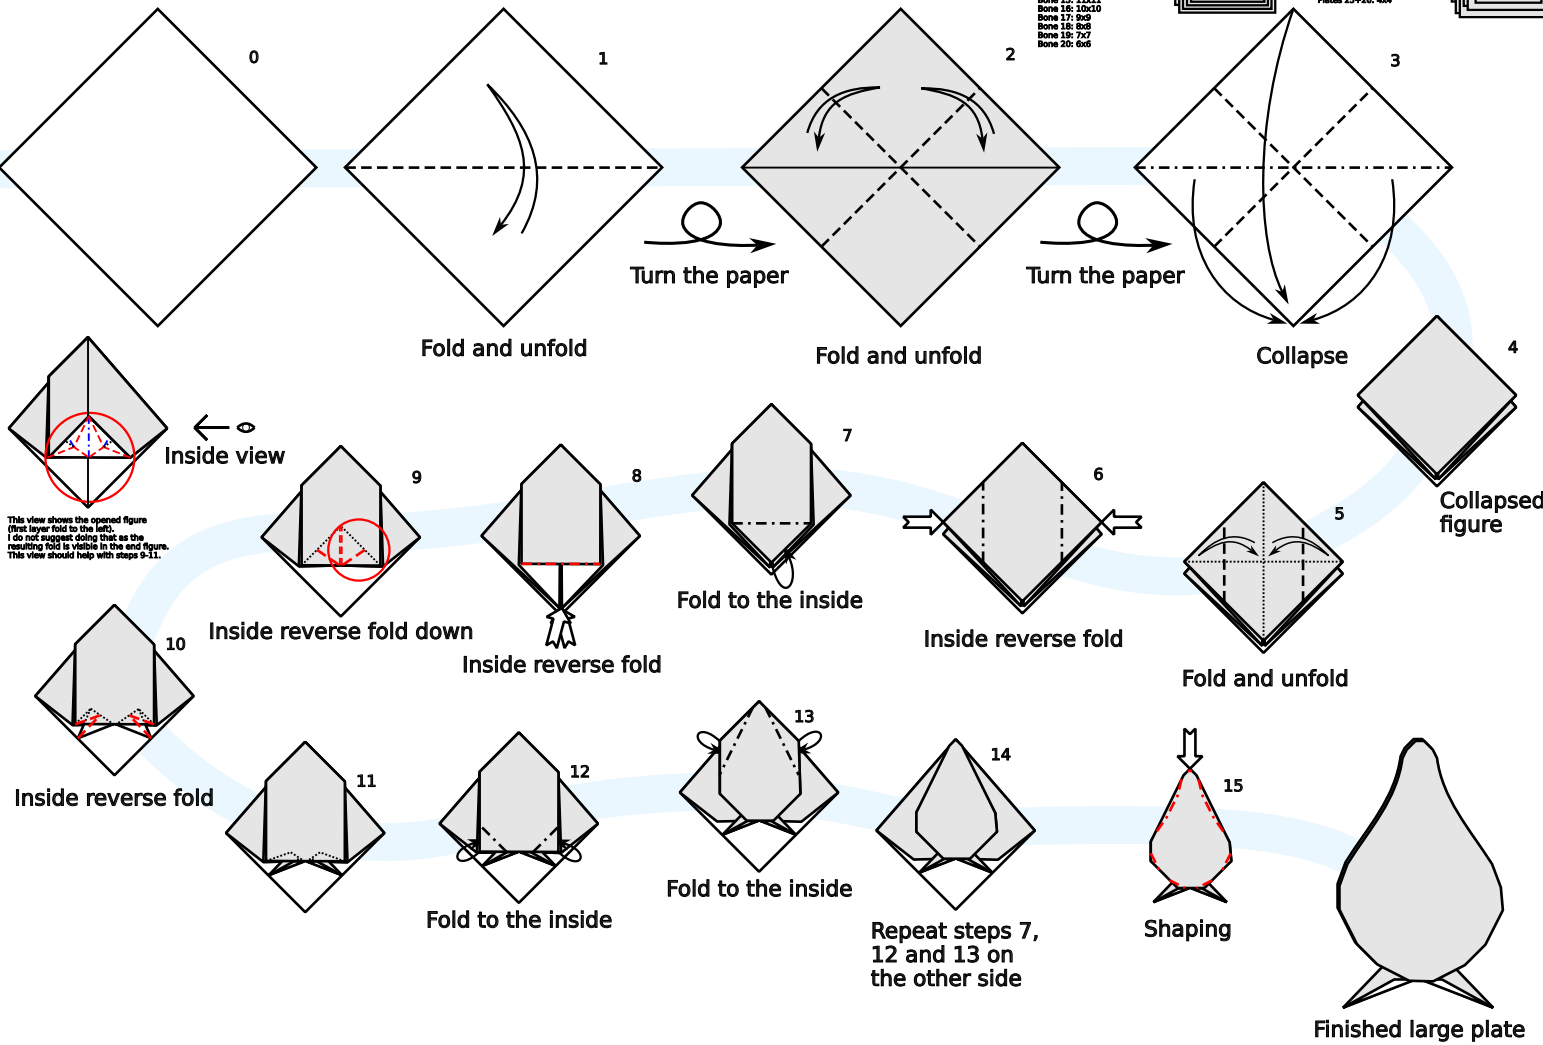 Bone 16: 10x10
Bone 17: 9x9
Bone 18: 8x8
Bone 19: 7x7
Bone 20: 6x6
0
1
2
3
Turn the paper
Turn the paper
Fold and unfold
Fold and unfold
Collapse
4
Collapsed
figure
5
Fold and unfold
6
Inside reverse fold
7
Fold to the inside
8
Inside reverse fold
9
Inside reverse fold down
Inside view
This view shows the opened figure
(first layer fold to the left).
I do not suggest doing that as the
resulting fold is visible in the end figure.
This view should help with steps 9-11.
10
Inside reverse fold
11
12
Fold to the inside
13
Fold to the inside
14
Repeat steps 7,
12 and 13 on
the other side
15
Shaping
Finished large plate